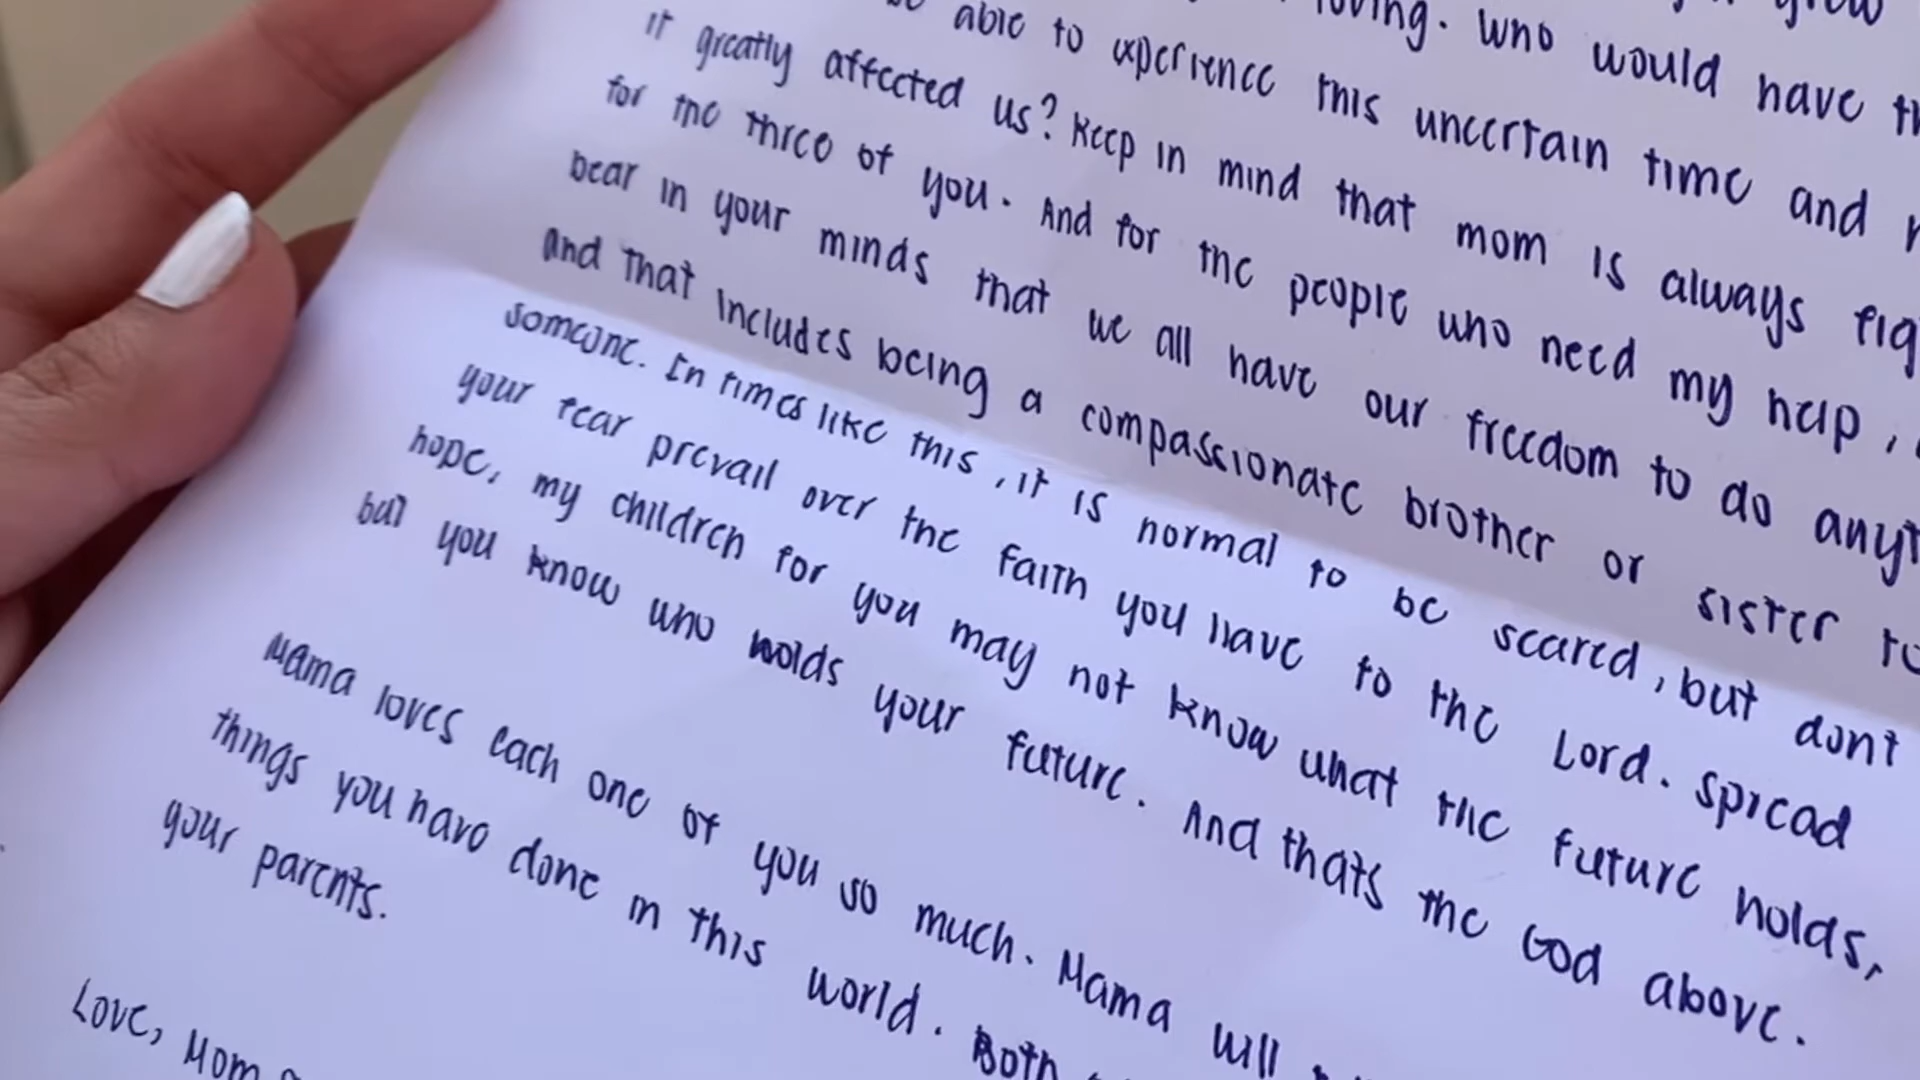 grew
loving. Who would have
able to experience this uncertain time and
it greatly affected us? Keep in mind that mom is always
for the three of you. And for the people who need my help,
bear in your minds that we all have our freedom to do
and that includes being a compassionate brother or sister to
someone. In times like this, it is normal to be scared, but dont
your fear prevail over the faith you have to the Lord. Spread
hope, my children for you may not know what the future holds,
but you know who holds your future. And thats the God above.
Mama loves each one of you so much. Mama will
things you have done in this world. Both
your parents.
Love, Mom